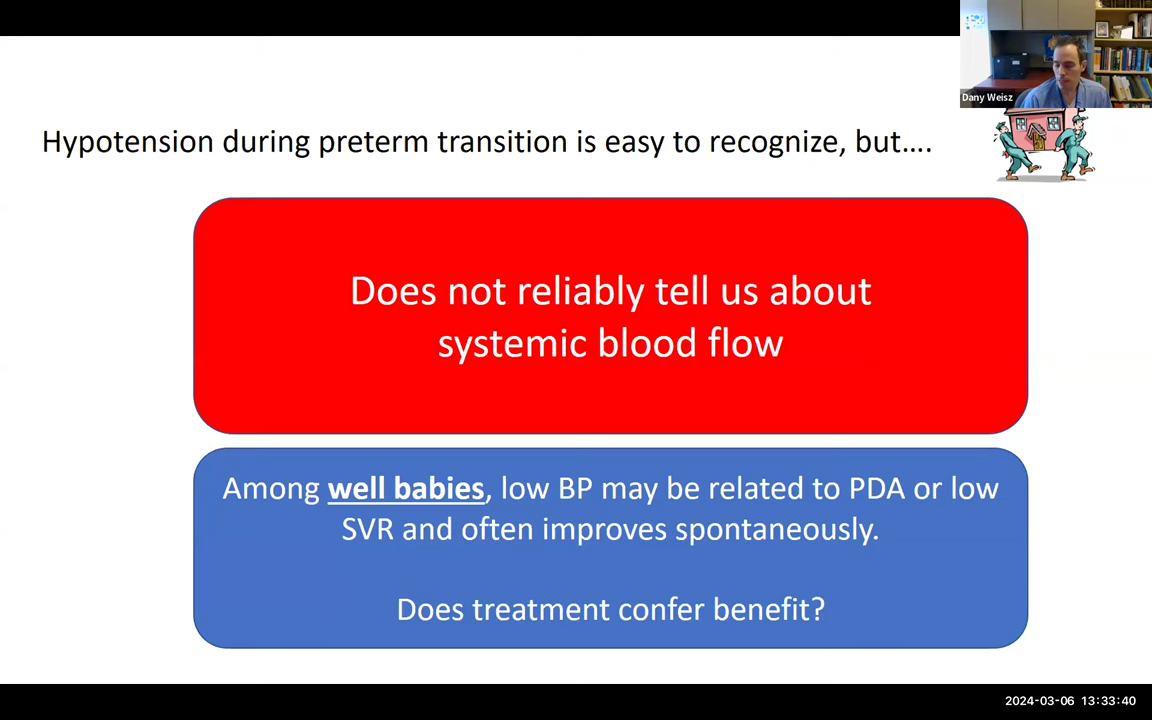 Dany Weisz
Hypotension during preterm transition is easy to recognize, but....
Does not reliably tell us about
systemic blood flow
Among well babies, low BP may be related to PDA or low
SVR and often improves spontaneously.
Does treatment confer benefit?
2024-03-06 13:33:40